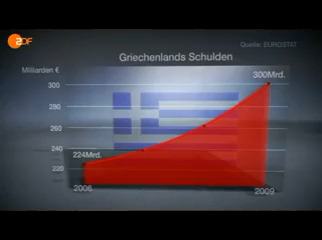 ZDF
Quelle: EUROSTAT
Griechenlands Schulden
Milliarden €
300Mrd.
300
280
260
240
224Mrd.
220
2006
2009